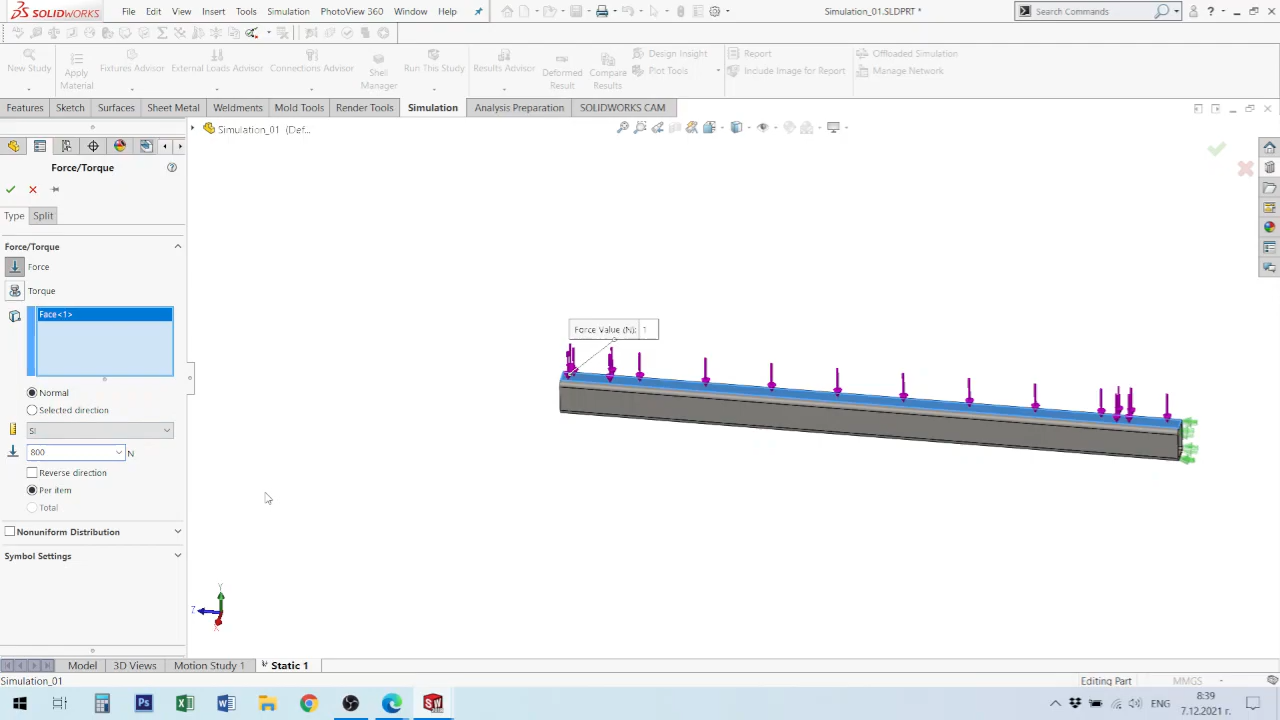 SOLIDWORKS File Edit View Insert Tools Simulation PhotoView 360 Window Help Simulation_01.SLDPRT * Search Commands
New Study Apply Material Fixtures Advisor External Loads Advisor Connections Advisor Shell Manager Run This Study Results Advisor Deformed Result Compare Results Design Insight Report Offloaded Simulation
Plot Tools Include Image for Report Manage Network
Features Sketch Surfaces Sheet Metal Weldments Mold Tools Render Tools Simulation Analysis Preparation SOLIDWORKS CAM
Simulation_01 (Def...
Force/Torque
Type Split
Force/Torque
Force
Torque
Face<1>
Force Value (N): 1
Normal
Selected direction
SI
800 N
Reverse direction
Per item
Total
Nonuniform Distribution
Symbol Settings
Y
Z
X
Model 3D Views Motion Study 1 Static 1
Simulation_01 Editing Part MMGS
Ps SW ENG 8:39
7.12.2021 г.